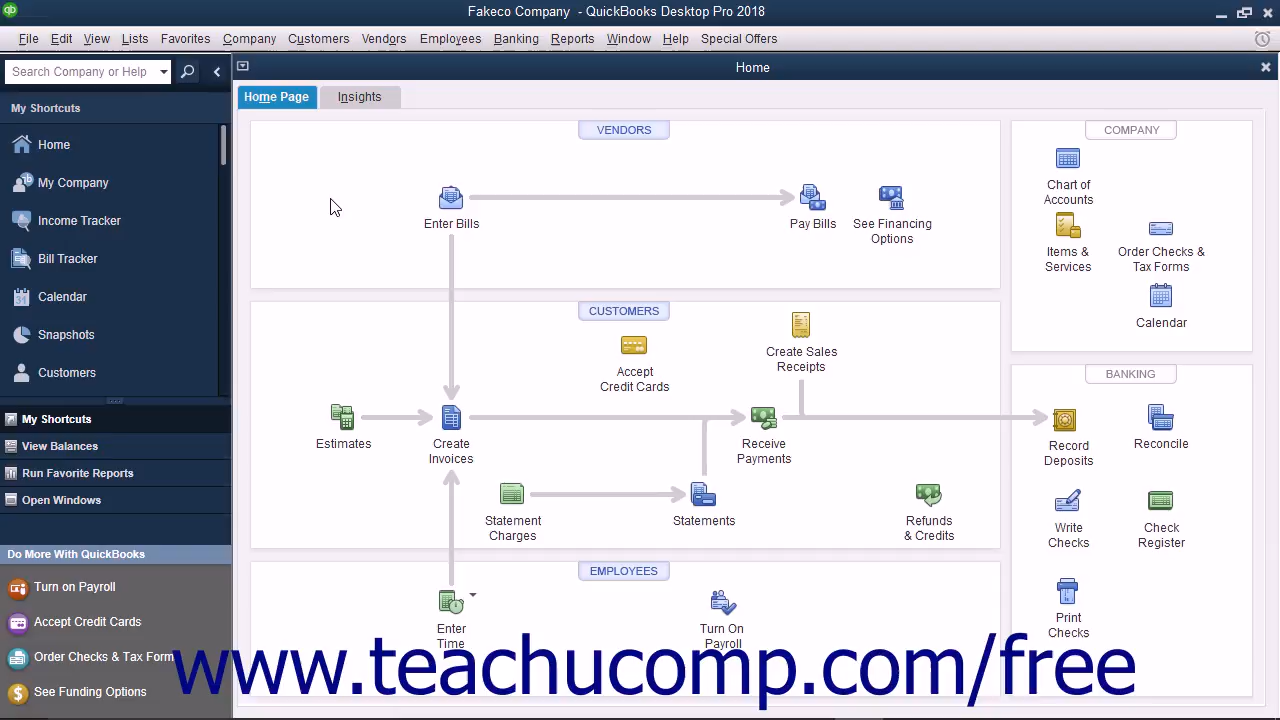 Fakeco Company - QuickBooks Desktop Pro 2018
File Edit View Lists Favorites Company Customers Vendors Employees Banking Reports Window Help Special Offers
Search Company or Help
Home
My Shortcuts
Home
My Company
Income Tracker
Bill Tracker
Calendar
Snapshots
Customers
My Shortcuts
View Balances
Run Favorite Reports
Open Windows
Do More With QuickBooks
Turn on Payroll
Accept Credit Cards
Order Checks & Tax Form
See Funding Options
Home Page
Insights
VENDORS
Enter Bills
Pay Bills
See Financing
Options
CUSTOMERS
Accept
Credit Cards
Create Sales
Receipts
Estimates
Create
Invoices
Receive
Payments
Statement
Charges
Statements
Refunds
& Credits
EMPLOYEES
Enter
Time
Turn On
Payroll
COMPANY
Chart of
Accounts
Items &
Services
Order Checks &
Tax Forms
31
Calendar
BANKING
Record
Deposits
Reconcile
Write
Checks
Check
Register
Print
Checks
www.teachucomp.com/free